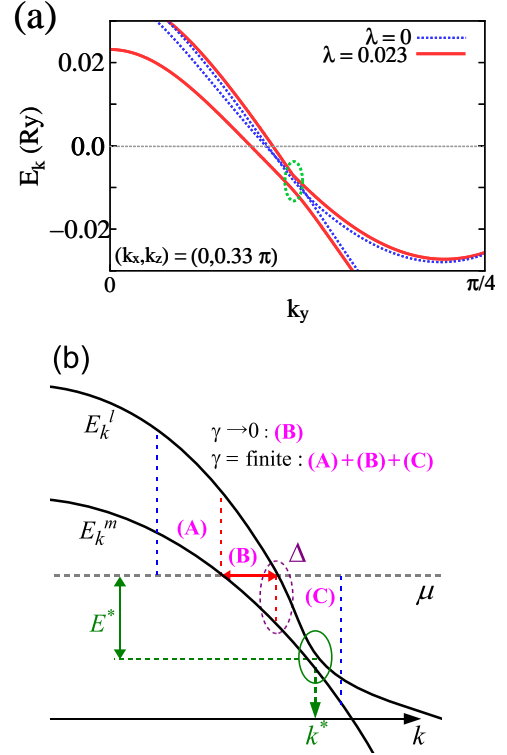 (a)
λ = 0
λ = 0.023
0.02
0.0
−0.02
E_k (Ry)
(k_x,k_z) = (0,0.33 π)
0
π/4
k_y
(b)
E_k^l
γ →0 : (B)
γ = finite : (A)+(B)+(C)
E_k^m
(A)
(B)
Δ
(C)
μ
E*
k*
k